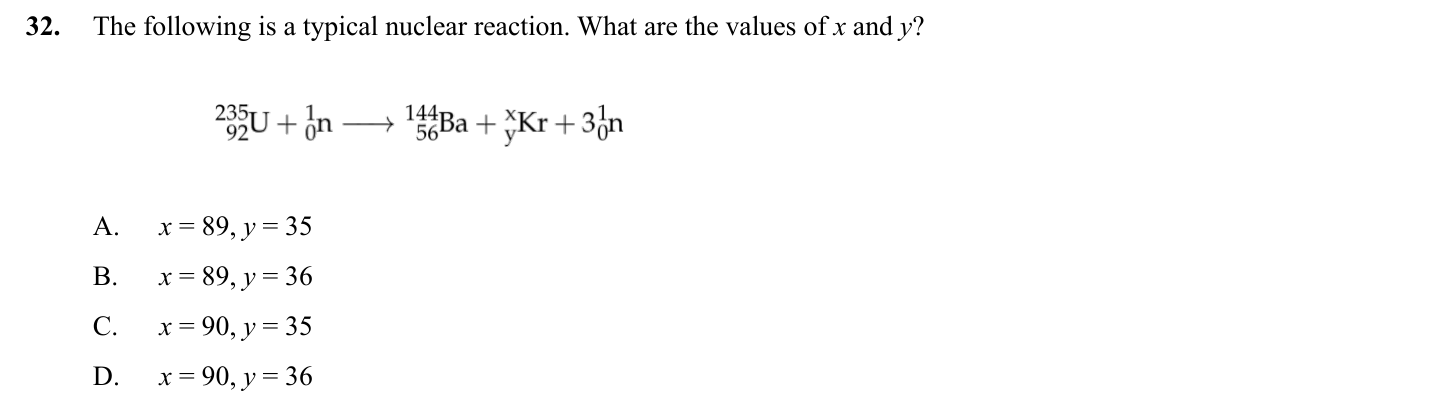 32. The following is a typical nuclear reaction. What are the values of x and y?
²³⁵₉₂U + ¹₀n ⟶ ¹⁴⁴₅₆Ba + ˣᵧKr + 3¹₀n
A. x = 89, y = 35
B. x = 89, y = 36
C. x = 90, y = 35
D. x = 90, y = 36